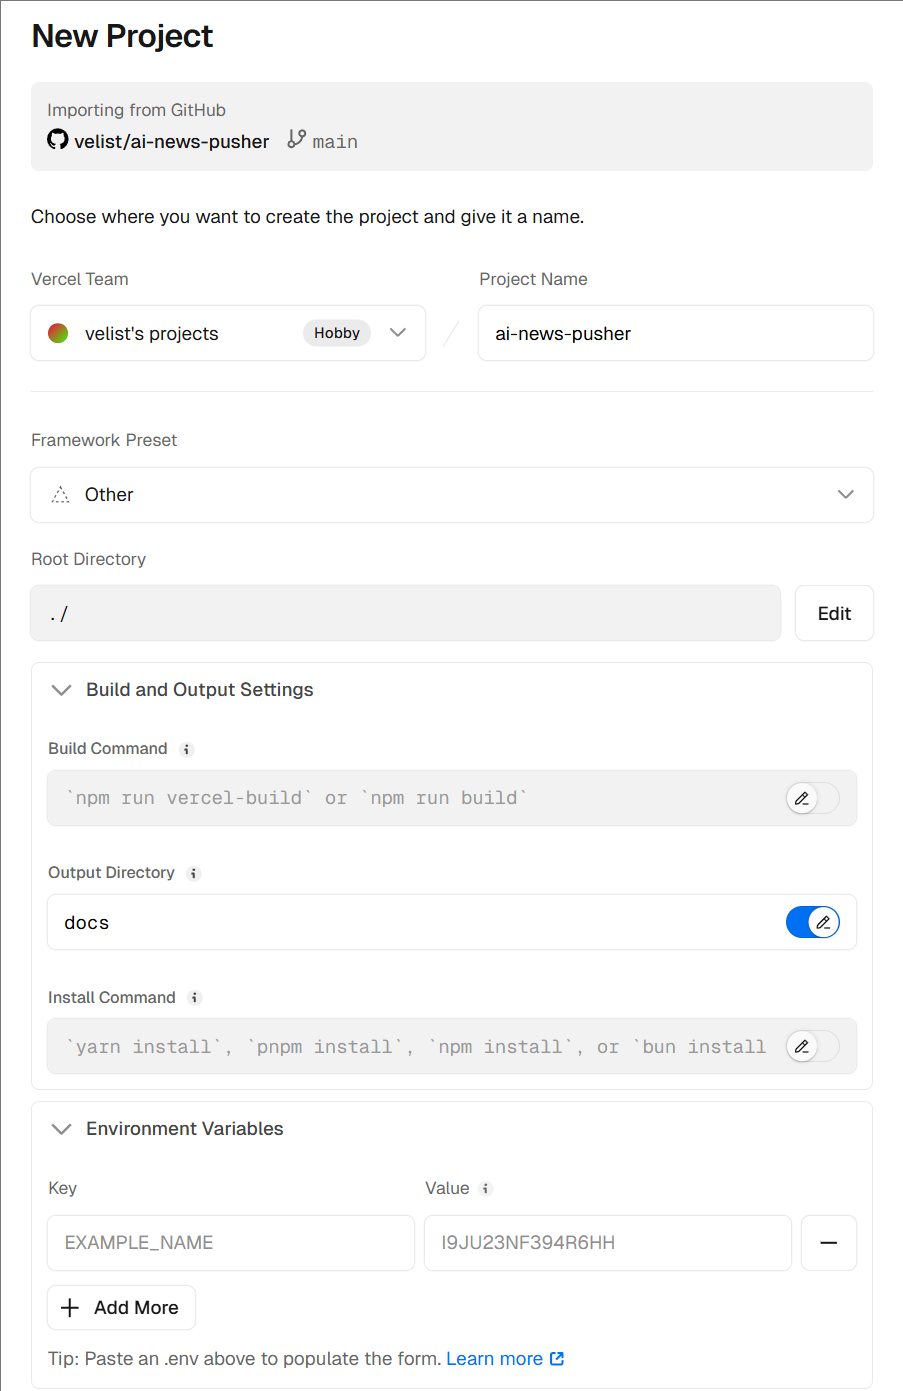 New Project
Importing from GitHub
velist/ai-news-pusher main
Choose where you want to create the project and give it a name.
Vercel Team
Project Name
velist's projects Hobby
/
ai-news-pusher
Framework Preset
Other
Root Directory
./
Edit
Build and Output Settings
Build Command
`npm run vercel-build` or `npm run build`
Output Directory
docs
Install Command
`yarn install`, `pnpm install`, `npm install`, or `bun install
Environment Variables
Key
Value
EXAMPLE_NAME
I9JU23NF394R6HH
Add More
Tip: Paste an .env above to populate the form. Learn more